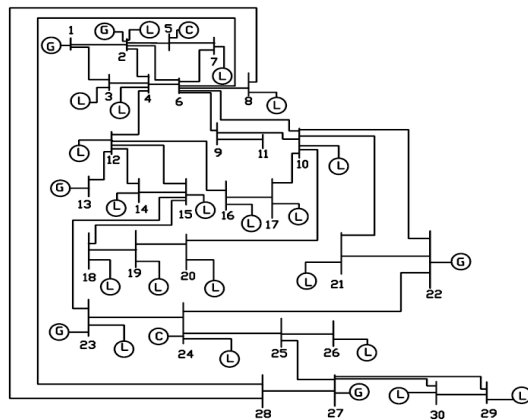 G L 5 C
G 1 2 7
L
3 4 6 8
L L L
9 11 10
L 12 L
G 13 14 15 16 17
L L L L
18 19 20 21 22 G
L L L L
G 23 C 24 25 26
L L L
28 27 G L 30 29 L